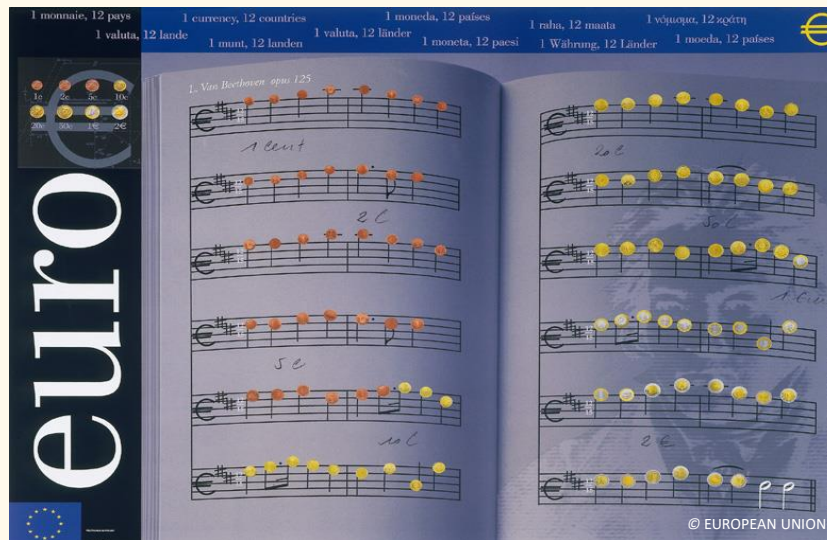 1 monnaie, 12 pays
1 currency, 12 countries
1 moneda, 12 países
1 raha, 12 maata
1 νόμισμα, 12 κράτη
1 valuta, 12 lande
1 munt, 12 landen
1 valuta, 12 länder
1 moneta, 12 paesi
1 Währung, 12 Länder
1 moeda, 12 países
€
1c 2c 5c 10c
20c 50c 1€ 2€
euro
L. Van Beethoven opus 125
1 cent
2 C
5 C
10 C
20 C
50 C
2 €
© EUROPEAN UNION